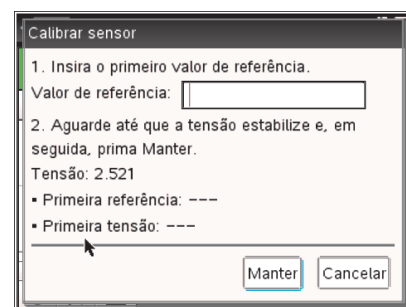 Calibrar sensor
1. Insira o primeiro valor de referência.
Valor de referência:
2. Aguarde até que a tensão estabilize e, em
seguida, prima Manter.
Tensão: 2.521
▪ Primeira referência: ---
▪ Primeira tensão: ---
Manter Cancelar